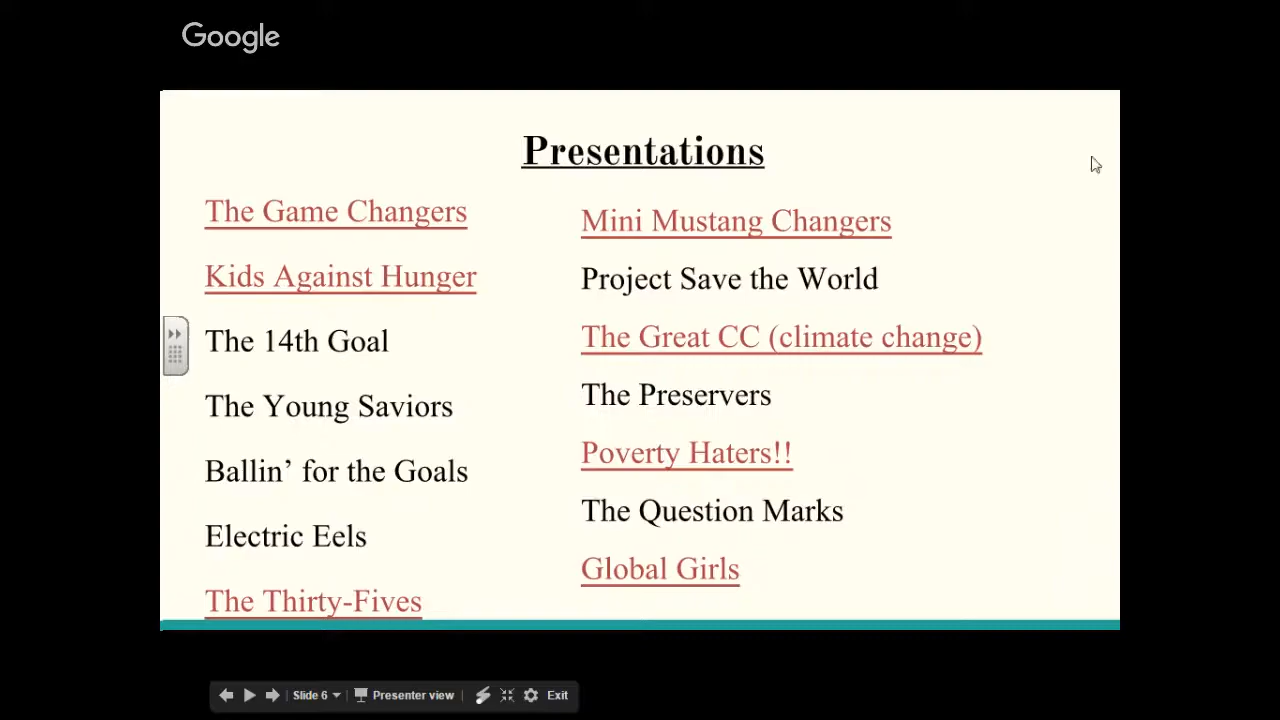 Google
Presentations
The Game Changers
Kids Against Hunger
The 14th Goal
The Young Saviors
Ballin’ for the Goals
Electric Eels
The Thirty-Fives
Mini Mustang Changers
Project Save the World
The Great CC (climate change)
The Preservers
Poverty Haters!!
The Question Marks
Global Girls
Slide 6 Presenter view Exit